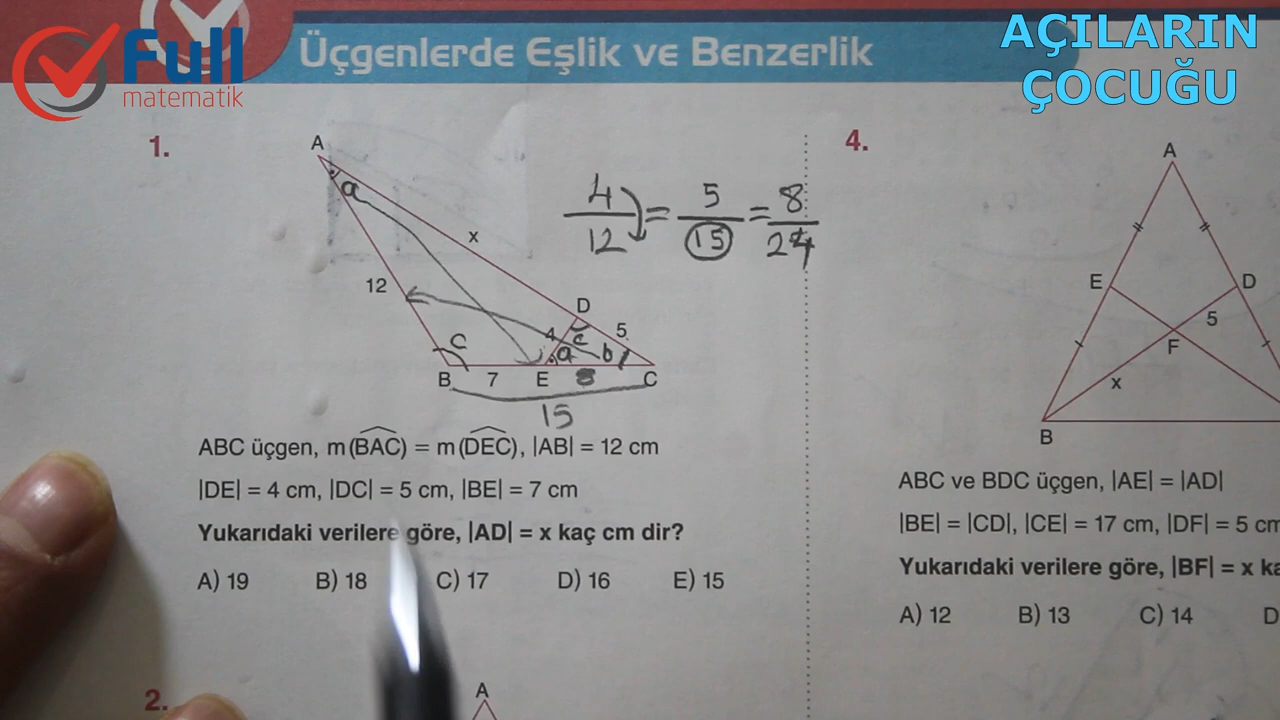 Full
matematik
Üçgenlerde Eşlik ve Benzerlik
AÇILARIN
ÇOCUĞU
1.
A
a
x
12
D
5
4
c
a
b
C
B
7
E
8
C
15
4/12 = 5/15 = 8/24
ABC üçgen, m(BAC) = m(DEC), |AB| = 12 cm
|DE| = 4 cm, |DC| = 5 cm, |BE| = 7 cm
Yukarıdaki verilere göre, |AD| = x kaç cm dir?
A) 19 B) 18 C) 17 D) 16 E) 15
2.
A
4.
A
E
D
5
F
x
B
ABC ve BDC üçgen, |AE| = |AD|
|BE| = |CD|, |CE| = 17 cm, |DF| = 5 cm
Yukarıdaki verilere göre, |BF| = x ka
A) 12 B) 13 C) 14 D